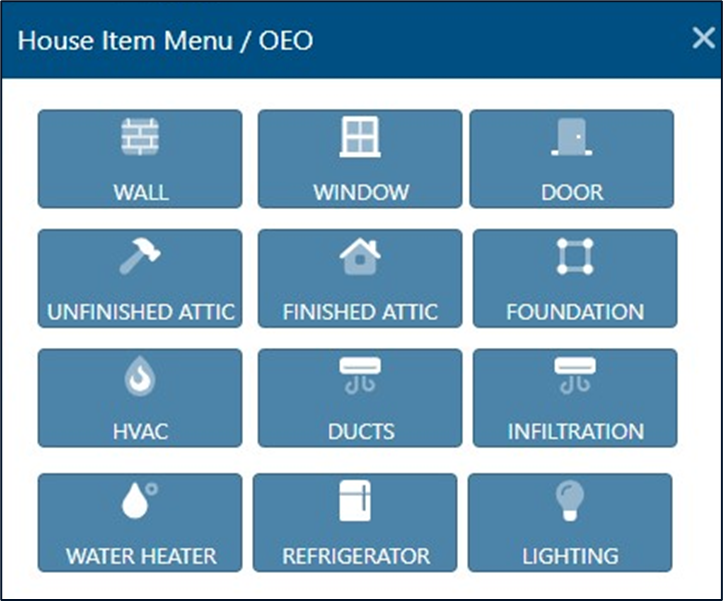 House Item Menu / OEO
WALL
WINDOW
DOOR
UNFINISHED ATTIC
FINISHED ATTIC
FOUNDATION
HVAC
DUCTS
INFILTRATION
WATER HEATER
REFRIGERATOR
LIGHTING